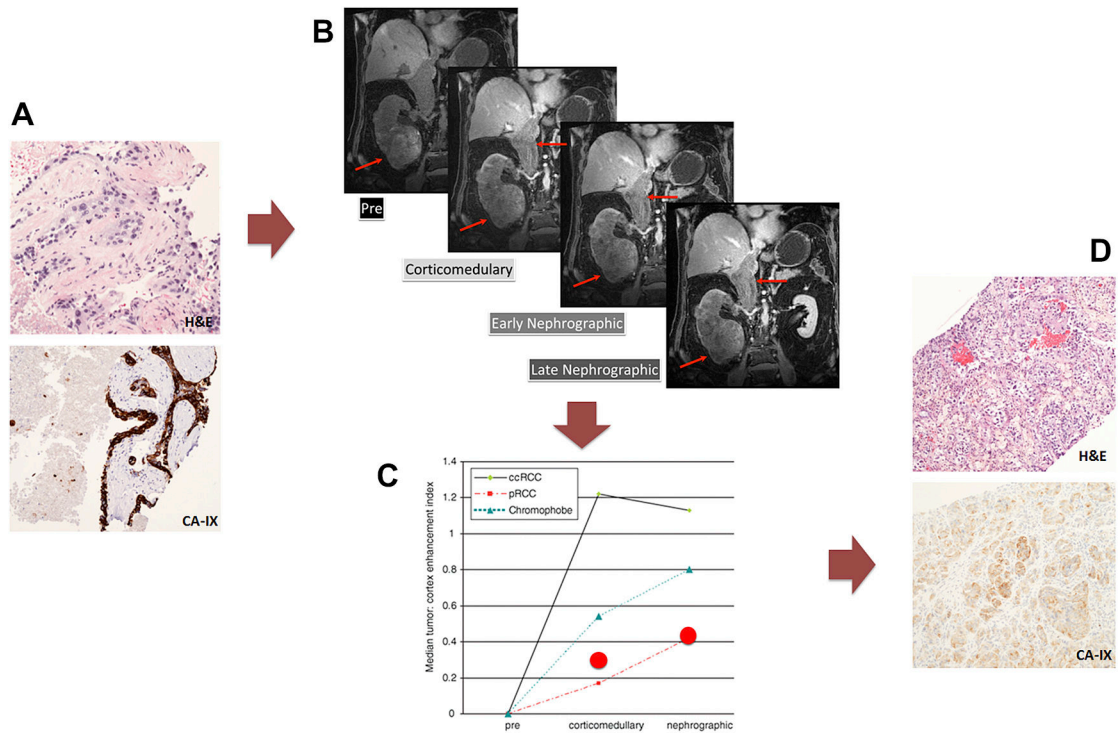 A
H&E
CA-IX
B
Pre
Corticomedulary
Early Nephrographic
Late Nephrographic
C
Median tumor: cortex enhancement index
1.4
1.2
1
0.8
0.6
0.4
0.2
0
ccRCC
pRCC
Chromophobe
pre
corticomedullary
nephrographic
D
H&E
CA-IX